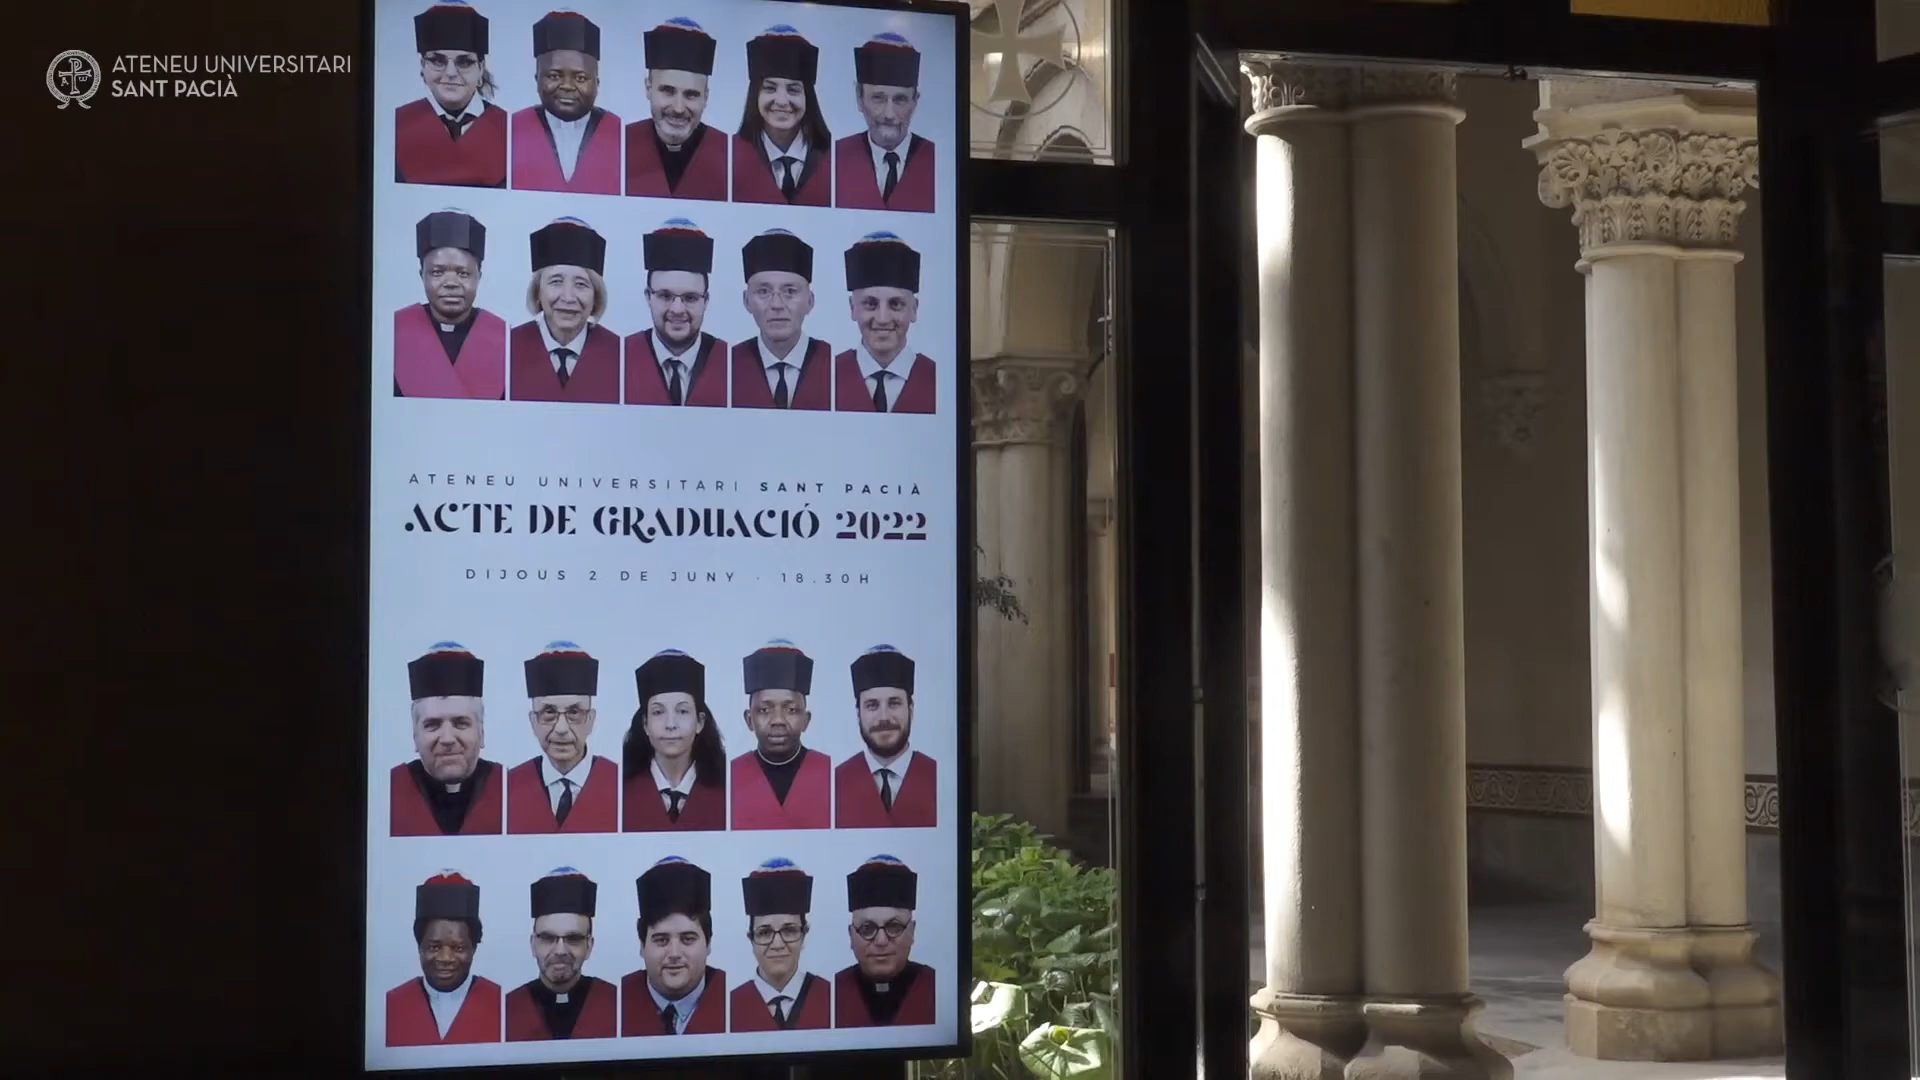 ATENEU UNIVERSITARI
SANT PACIÀ
ATENEU UNIVERSITARI SANT PACIÀ
ACTE DE GRADUACIÓ 2022
DIJOUS 2 DE JUNY · 18.30H